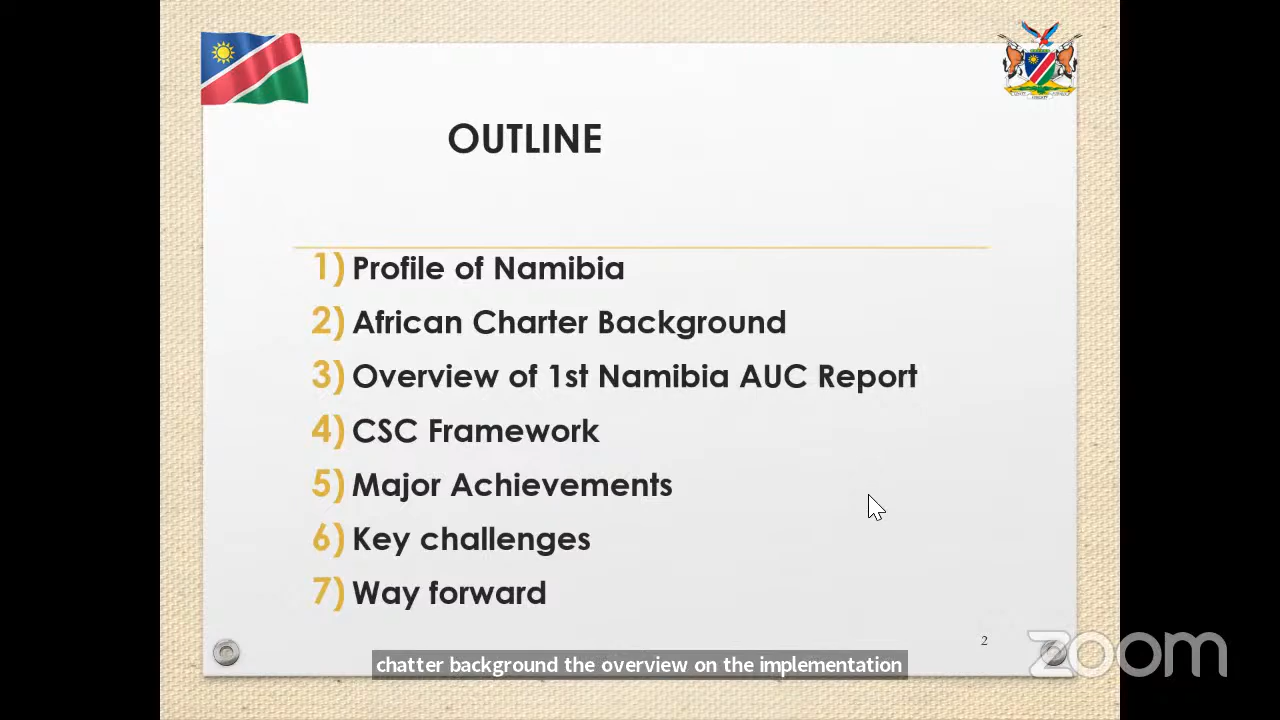 OUTLINE
1) Profile of Namibia
2) African Charter Background
3) Overview of 1st Namibia AUC Report
4) CSC Framework
5) Major Achievements
6) Key challenges
7) Way forward
2
zoom
chatter background the overview on the implementation